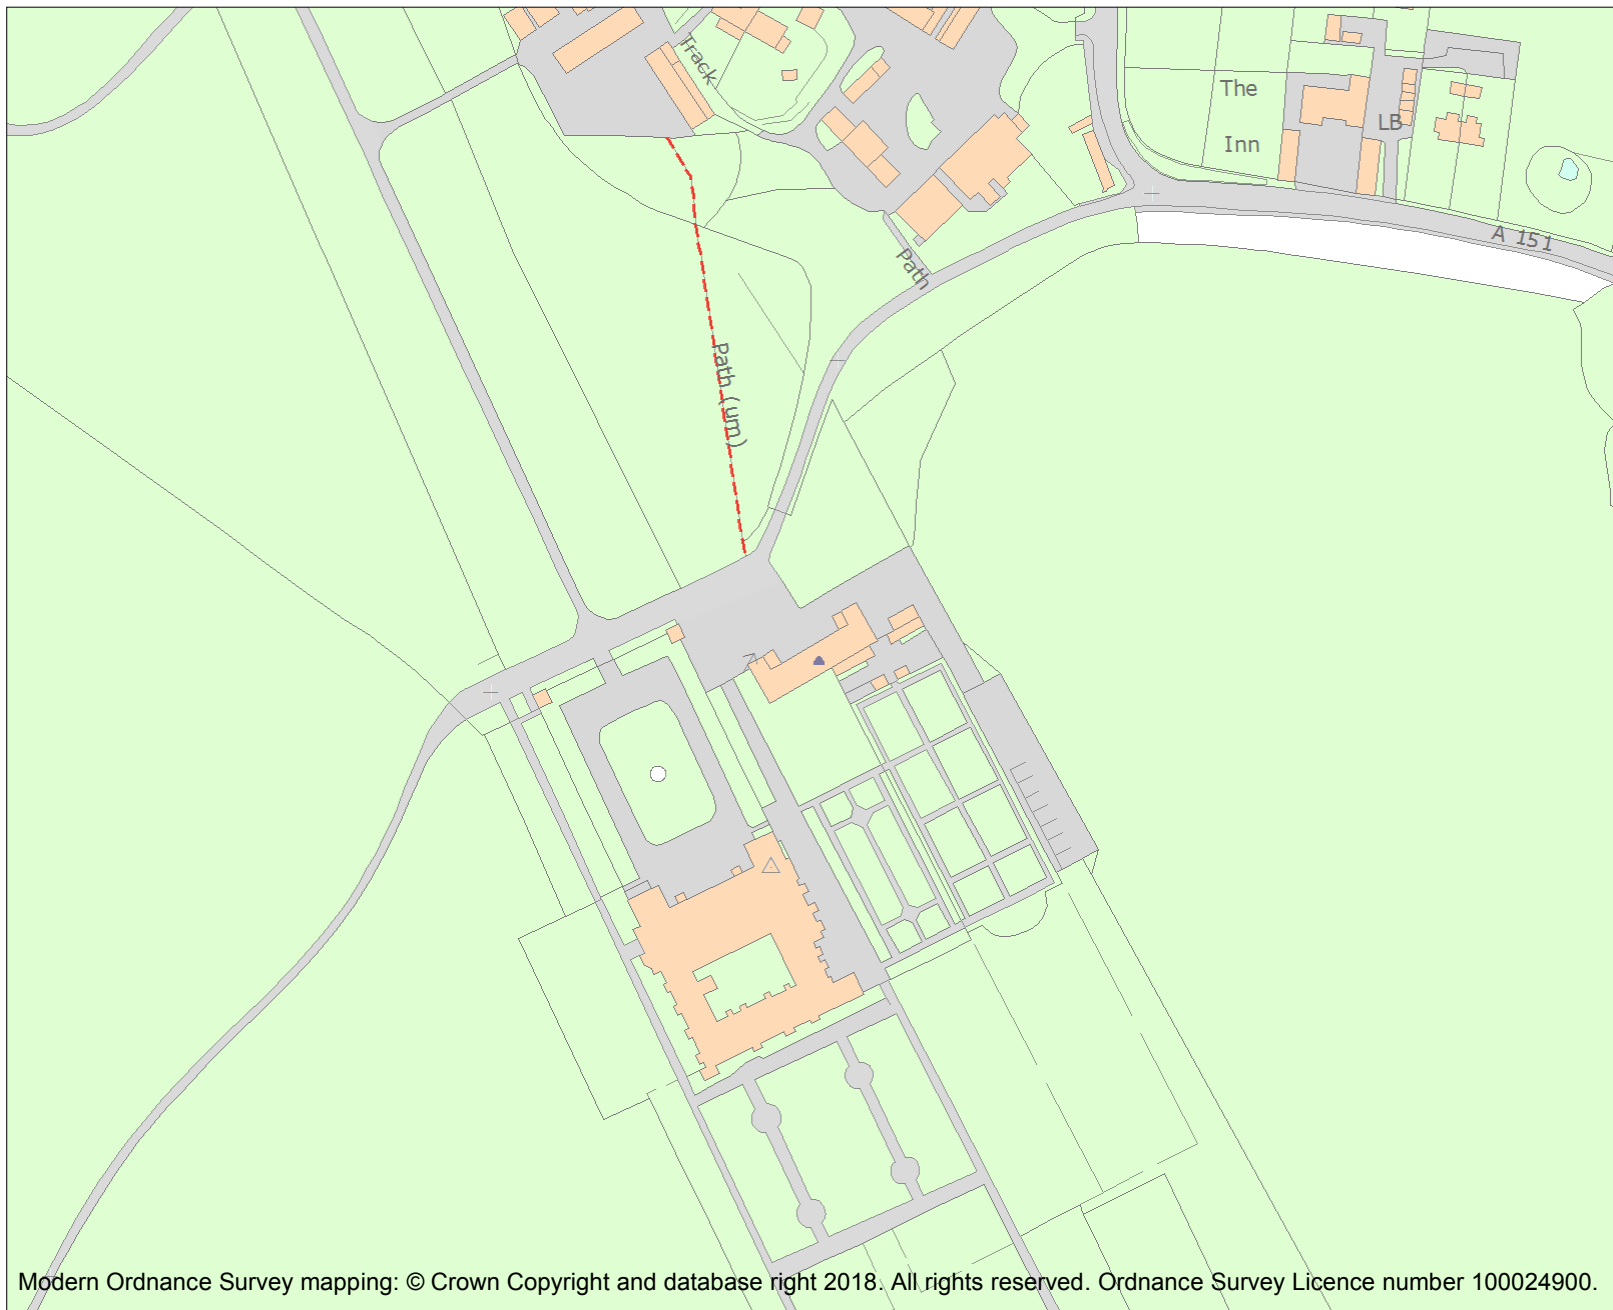 Track
The
LB
Inn
A 151
Path
Path (um)
Modern Ordnance Survey mapping: © Crown Copyright and database right 2018. All rights reserved. Ordnance Survey Licence number 100024900.